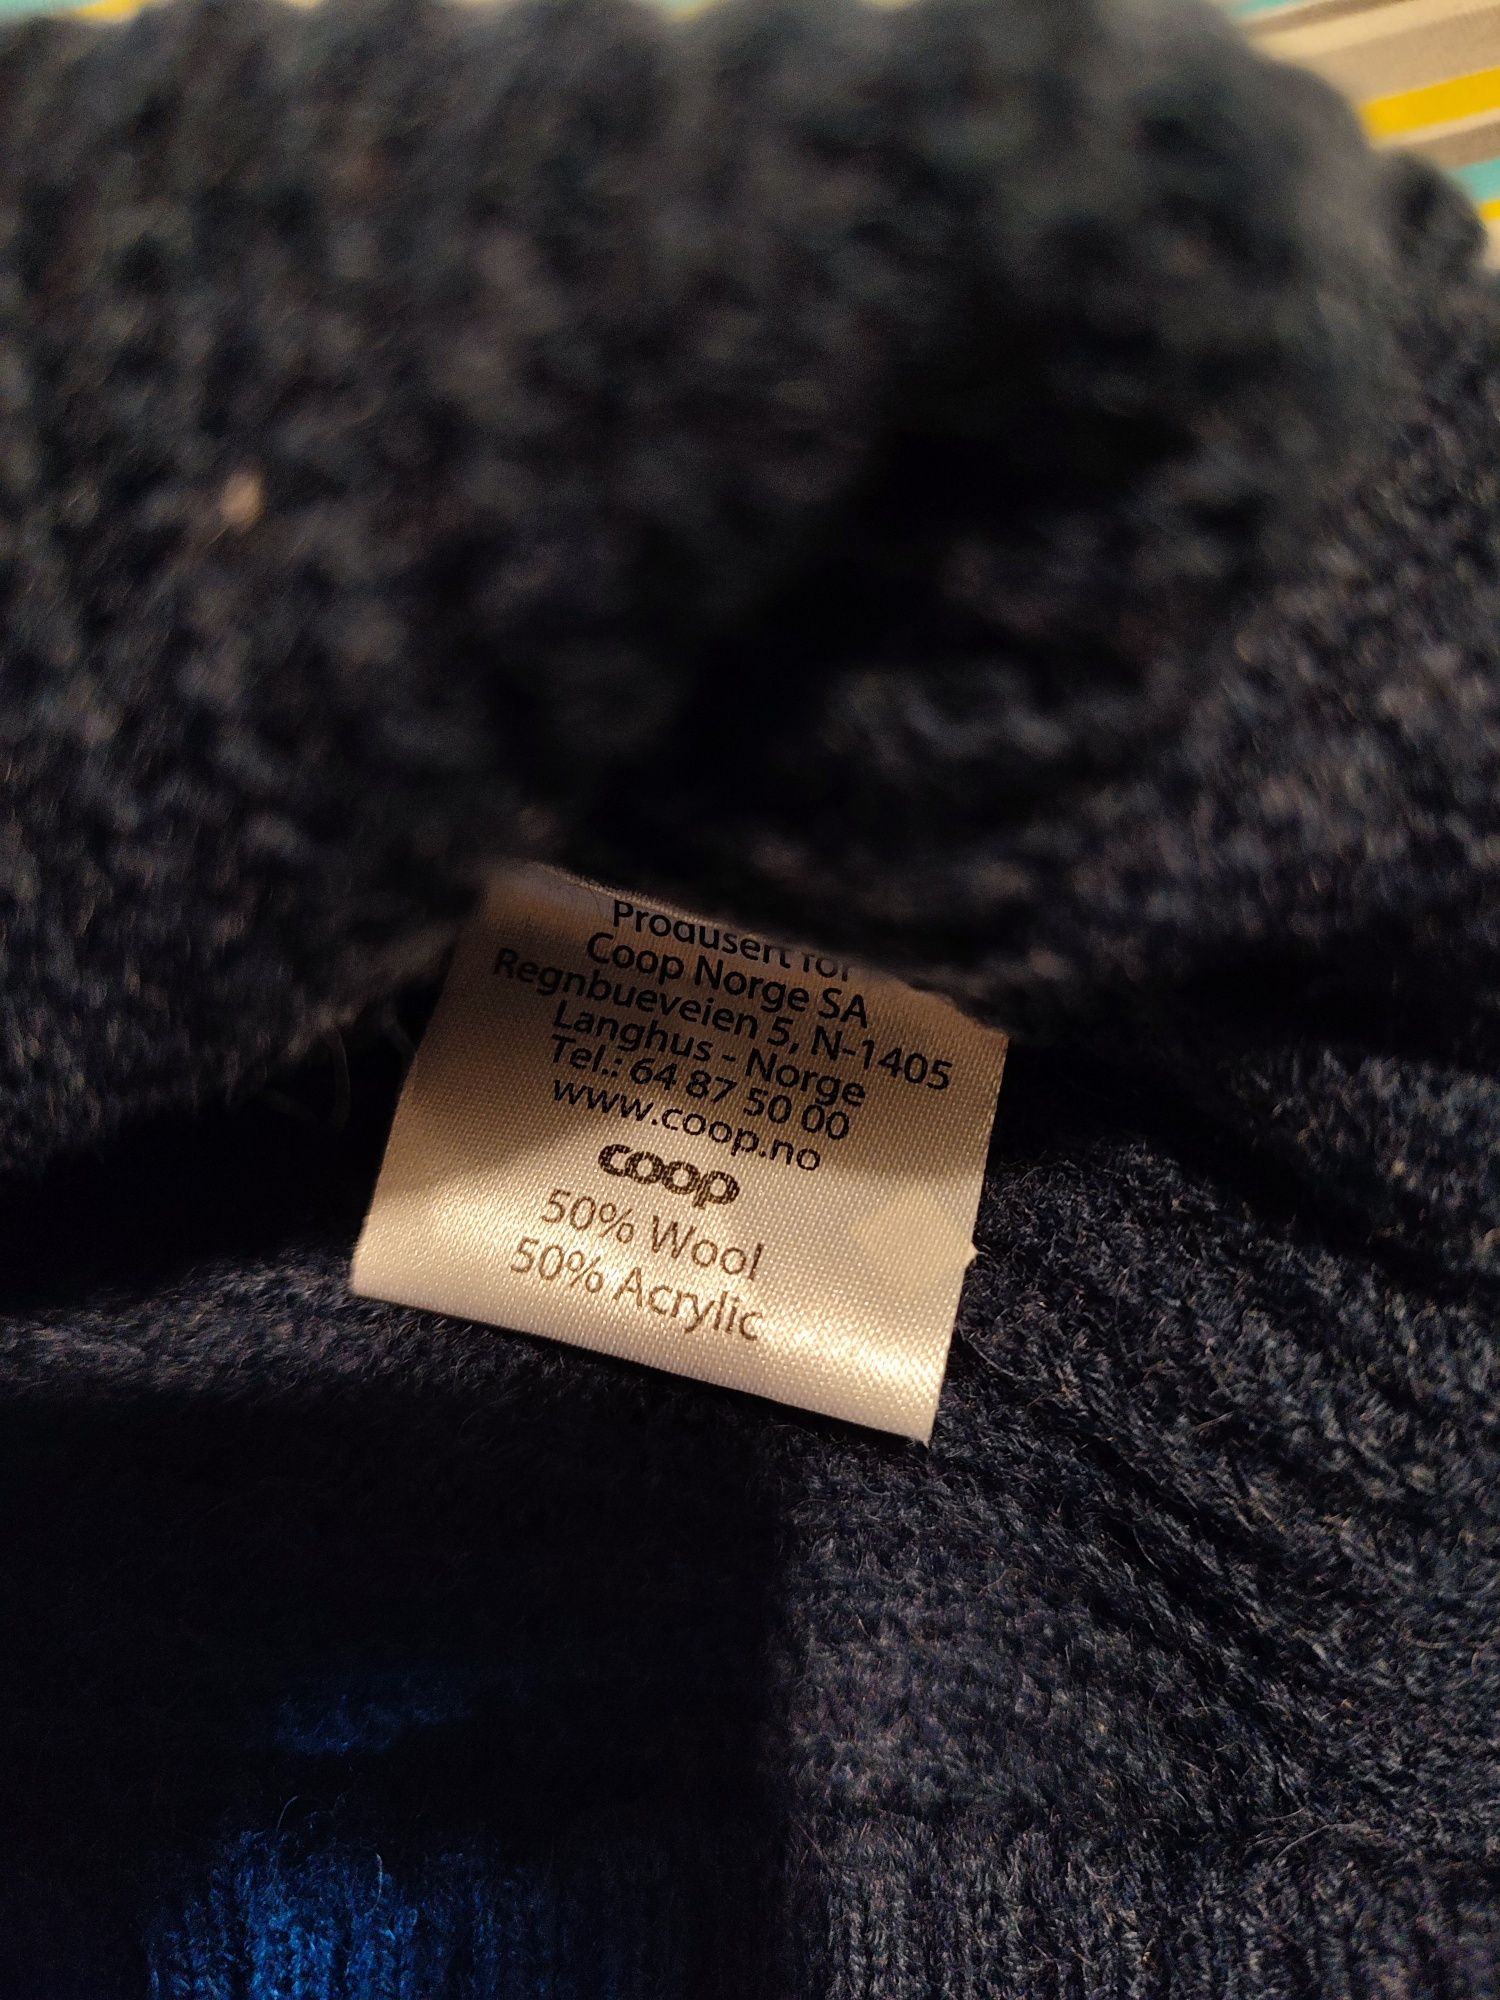 Produsert for
Coop Norge SA
Regnbueveien 5, N-1405
Langhus - Norge
Tel.: 64 87 50 00
www.coop.no
coop
50% Wool
50% Acrylic